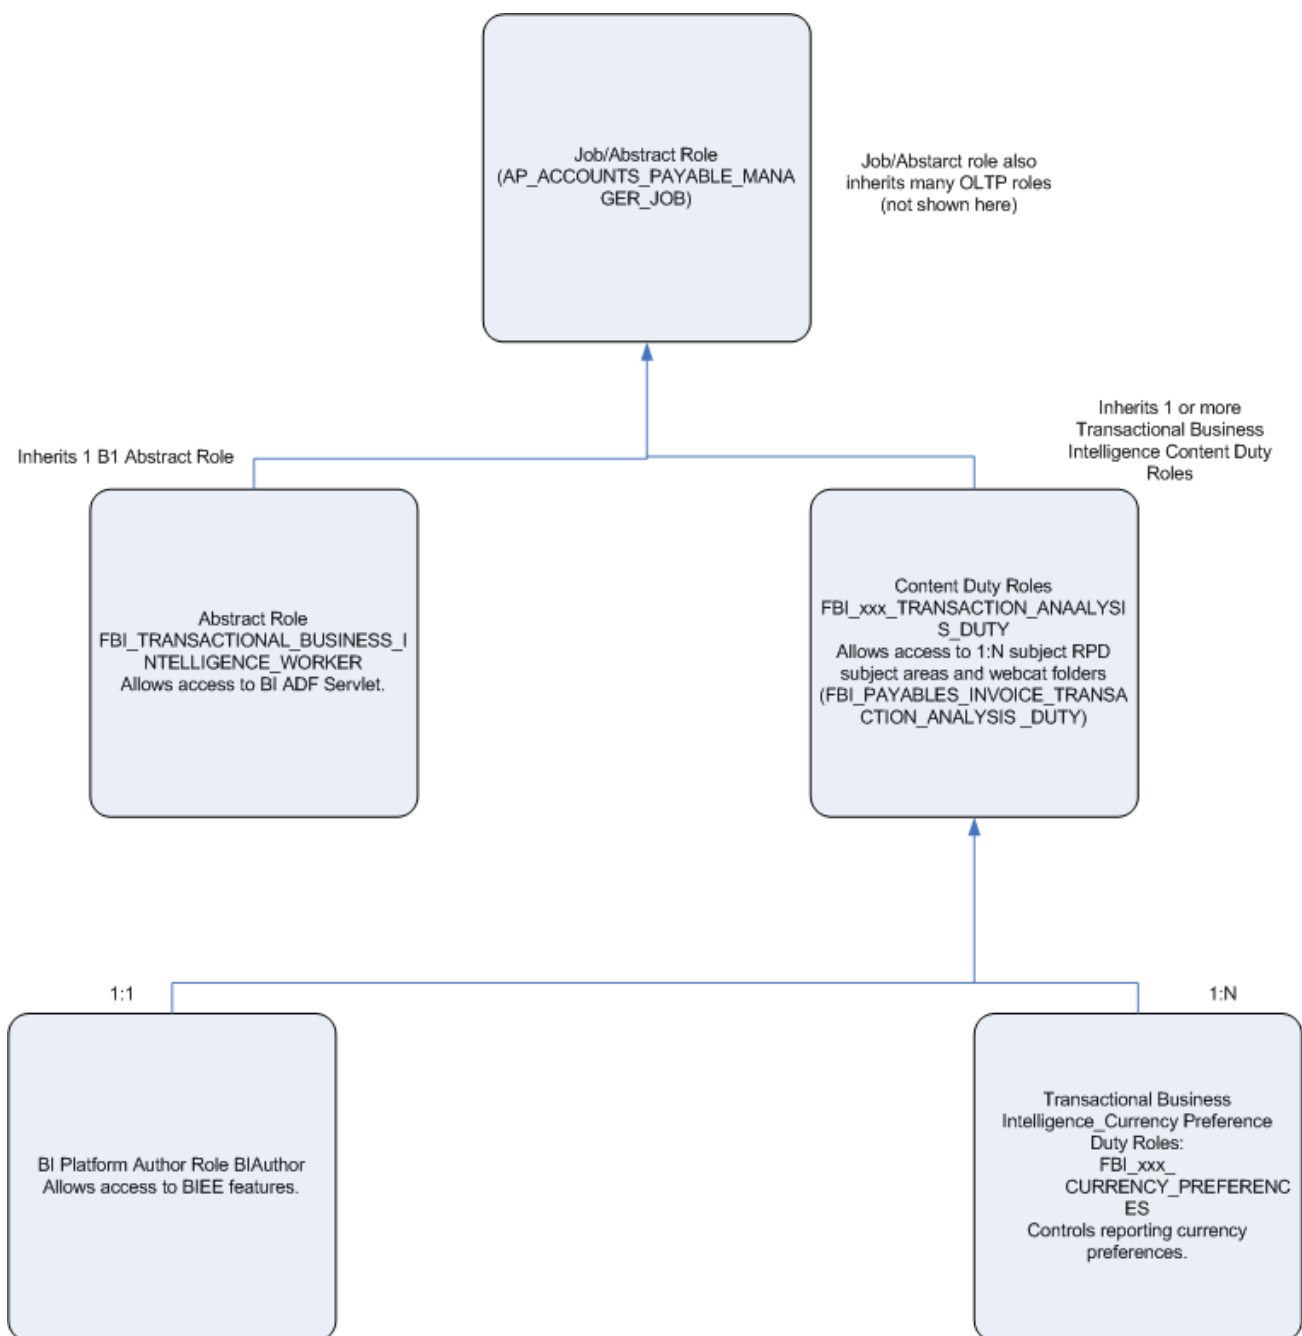 Job/Abstract Role
(AP_ACCOUNTS_PAYABLE_MANA
GER_JOB)
Job/Abstarct role also
inherits many OLTP roles
(not shown here)
Inherits 1 B1 Abstract Role
Inherits 1 or more
Transactional Business
Intelligence Content Duty
Roles
Abstract Role
FBI_TRANSACTIONAL_BUSINESS_I
NTELLIGENCE_WORKER
Allows access to BI ADF Servlet.
Content Duty Roles
FBI_xxx_TRANSACTION_ANAALYSI
S_DUTY
Allows access to 1:N subject RPD
subject areas and webcat folders
(FBI_PAYABLES_INVOICE_TRANSA
CTION_ANALYSIS _DUTY)
1:1
1:N
BI Platform Author Role BIAuthor
Allows access to BIEE features.
Transactional Business
Intelligence_Currency Preference
Duty Roles:
FBI_xxx_
CURRENCY_PREFERENC
ES
Controls reporting currency
preferences.